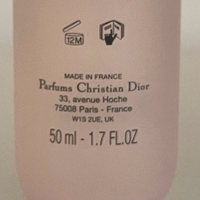 12M
MADE IN FRANCE
Parfums Christian Dior
33, avenue Hoche
75008 Paris - France
W1S 2UE, UK
50 ml - 1.7 FL.OZ